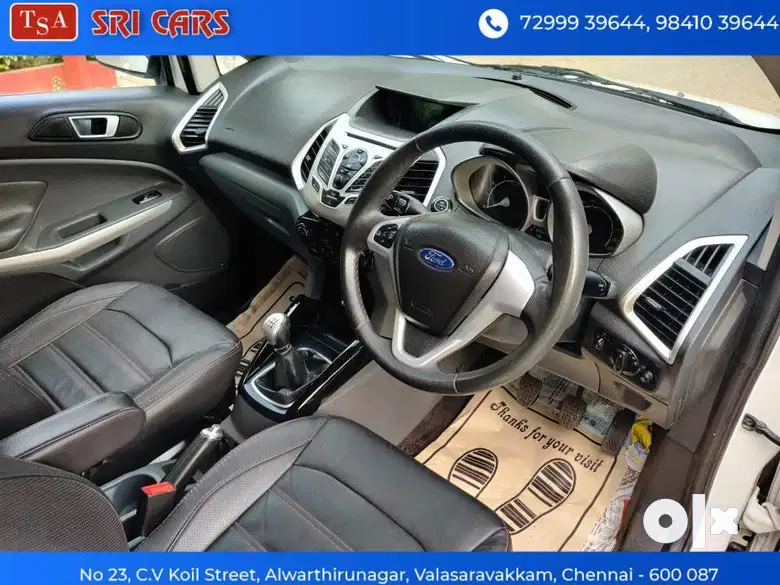 TSA SRI CARS
72999 39644, 98410 39644
Ford
Thanks for your visit
olx
No 23, C.V Koil Street, Alwarthirunagar, Valasaravakkam, Chennai - 600 087